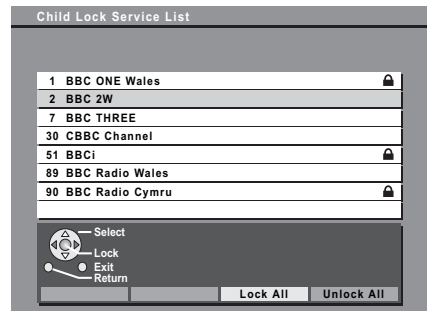 Child Lock Service List
1 BBC ONE Wales
2 BBC 2W
7 BBC THREE
30 CBBC Channel
51 BBCi
89 BBC Radio Wales
90 BBC Radio Cymru
Select
Lock
Exit
Return
Lock All Unlock All